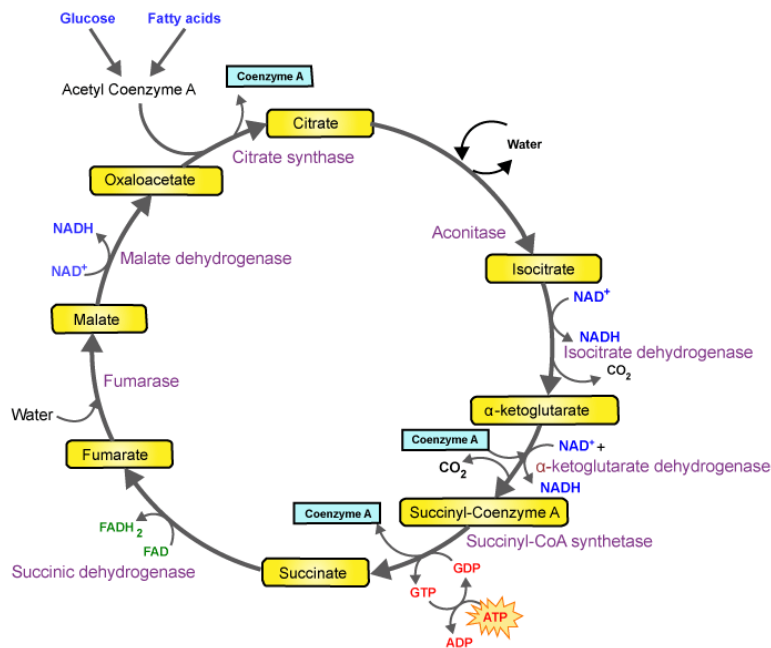 Glucose
Fatty acids
Acetyl Coenzyme A
Coenzyme A
Citrate
Water
Citrate synthase
Oxaloacetate
Aconitase
NADH
Malate dehydrogenase
NAD+
Isocitrate
NAD+
Malate
NADH
Isocitrate dehydrogenase
CO2
Fumarase
α-ketoglutarate
Water
Coenzyme A
NAD+ +
Fumarate
CO2
α-ketoglutarate dehydrogenase
NADH
Succinyl-Coenzyme A
Coenzyme A
FADH2
Succinyl-CoA synthetase
FAD
Succinic dehydrogenase
Succinate
GDP
GTP
ATP
ADP